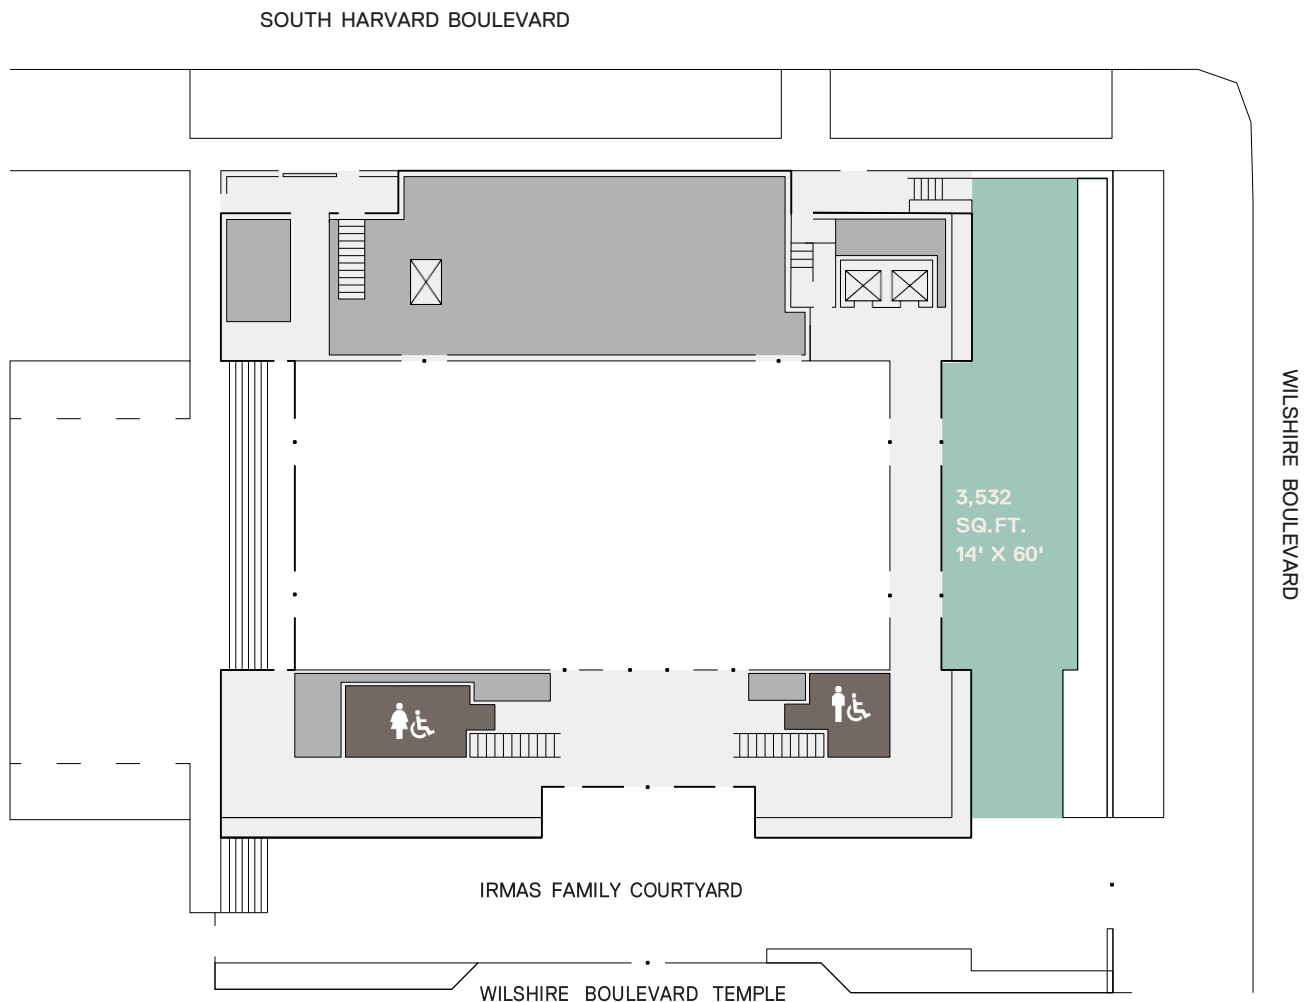 SOUTH HARVARD BOULEVARD
WILSHIRE BOULEVARD
3,532
SQ.FT.
14' X 60'
IRMAS FAMILY COURTYARD
WILSHIRE BOULEVARD TEMPLE